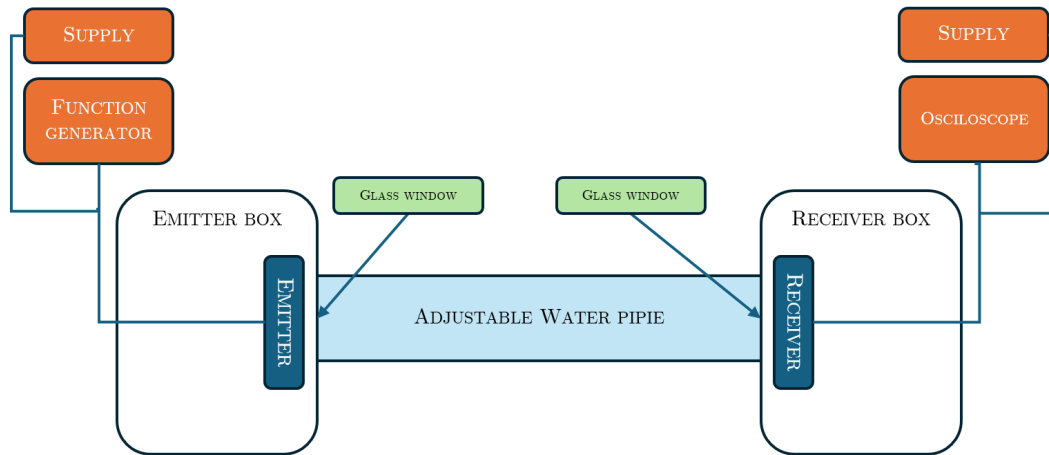 Supply
Supply
Function
generator
Osciloscope
Glass window
Glass window
Emitter box
Receiver box
Emitter
Adjustable Water pipie
Receiver